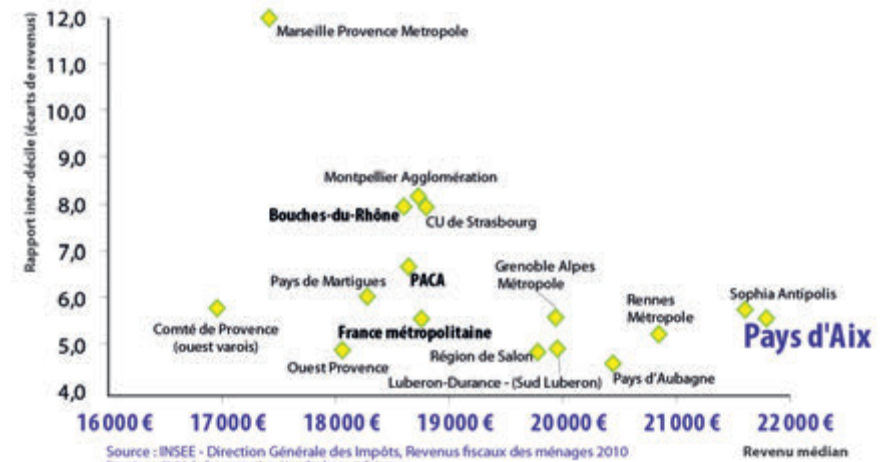 Rapport inter-décile (écarts de revenus)
12,0
11,0
10,0
9,0
8,0
7,0
6,0
5,0
4,0
Marseille Provence Metropole
Montpellier Agglomération
Bouches-du-Rhône
CU de Strasbourg
PACA
Pays de Martigues
Grenoble Alpes
Métropole
Rennes
Métropole
Sophia Antipolis
Pays d'Aix
Comté de Provence
(ouest varois)
France métropolitaine
Ouest Provence
Région de Salon
Luberon-Durance - (Sud Luberon)
Pays d'Aubagne
16 000 €
17 000 €
18 000 €
19 000 €
20 000 €
21 000 €
22 000 €
Source : INSEE - Direction Générale des Impôts, Revenus fiscaux des ménages 2010
Revenu médian